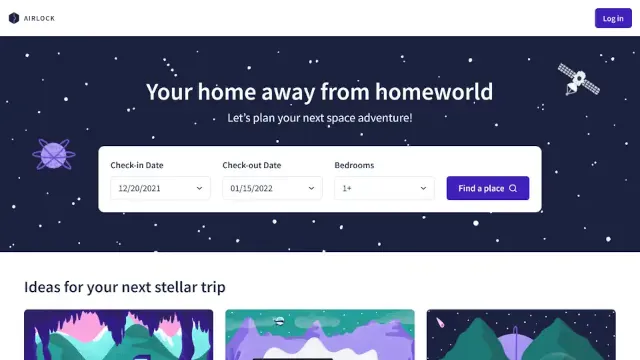 AIRLOCK
Log in
Your home away from homeworld
Let's plan your next space adventure!
Check-in Date
Check-out Date
Bedrooms
12/20/2021
01/15/2022
1+
Find a place
Ideas for your next stellar trip